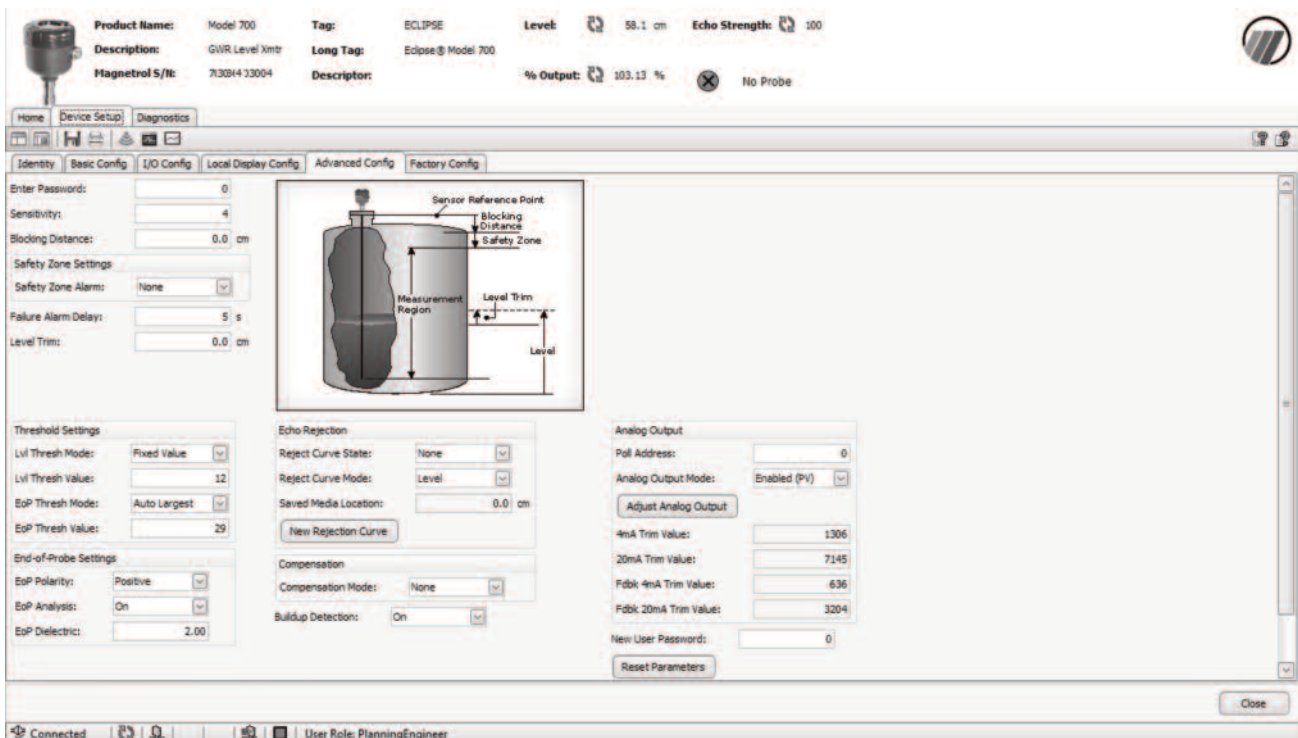 Product Name: Model 700 Tag: ECLIPSE Level: 58.1 cm Echo Strength: 100
Description: GWR Level Xmtr Long Tag: Eclipse® Model 700
Magnetrol S/N: Descriptor: % Output: 103.13 % No Probe
Home Device Setup Diagnostics
Identity Basic Config I/O Config Local Display Config Advanced Config Factory Config
Enter Password: 0
Sensitivity: 4
Blocking Distance: 0.0 cm
Safety Zone Settings
Safety Zone Alarm: None
Failure Alarm Delay: 5 s
Level Trim: 0.0 cm
Sensor Reference Point
Blocking
Distance
Safety Zone
Measurement
Region
Level Trim
Level
Threshold Settings
Lvl Thresh Mode: Fixed Value
Lvl Thresh Value: 12
EoP Thresh Mode: Auto Largest
EoP Thresh Value: 29
End-of-Probe Settings
EoP Polarity: Positive
EoP Analysis: On
EoP Dielectric: 2.00
Echo Rejection
Reject Curve State: None
Reject Curve Mode: Level
Saved Media Location: 0.0 cm
New Rejection Curve
Compensation
Compensation Mode: None
Buildup Detection: On
Analog Output
Poll Address: 0
Analog Output Mode: Enabled (PV)
Adjust Analog Output
4mA Trim Value: 1306
20mA Trim Value: 7145
Fdbk 4mA Trim Value: 636
Fdbk 20mA Trim Value: 3204
New User Password: 0
Reset Parameters
Close
Connected User Role: PlanningEngineer